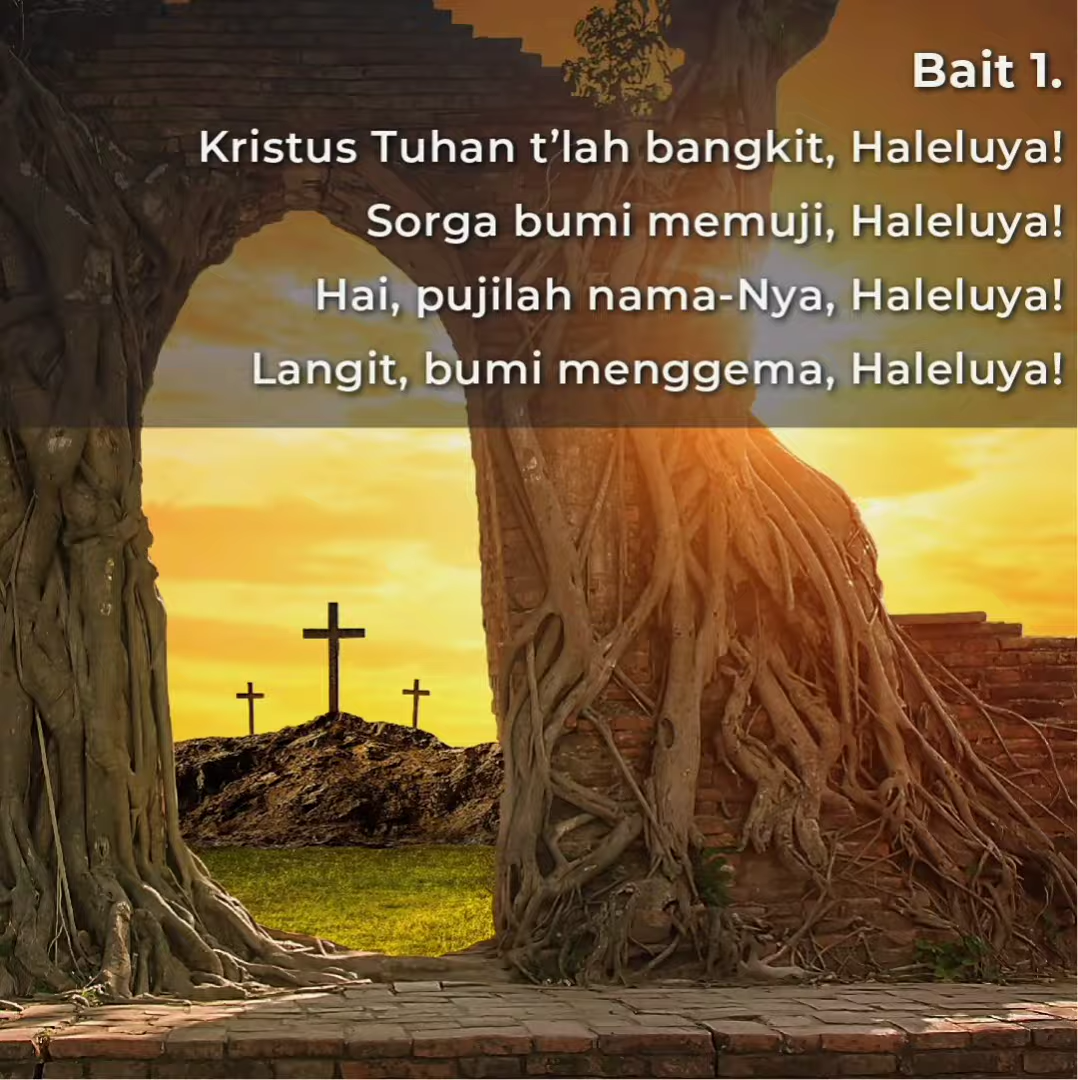 Bait 1.
Kristus Tuhan t’lah bangkit, Haleluya!
Sorga bumi memuji, Haleluya!
Hai, pujilah nama-Nya, Haleluya!
Langit, bumi menggema, Haleluya!